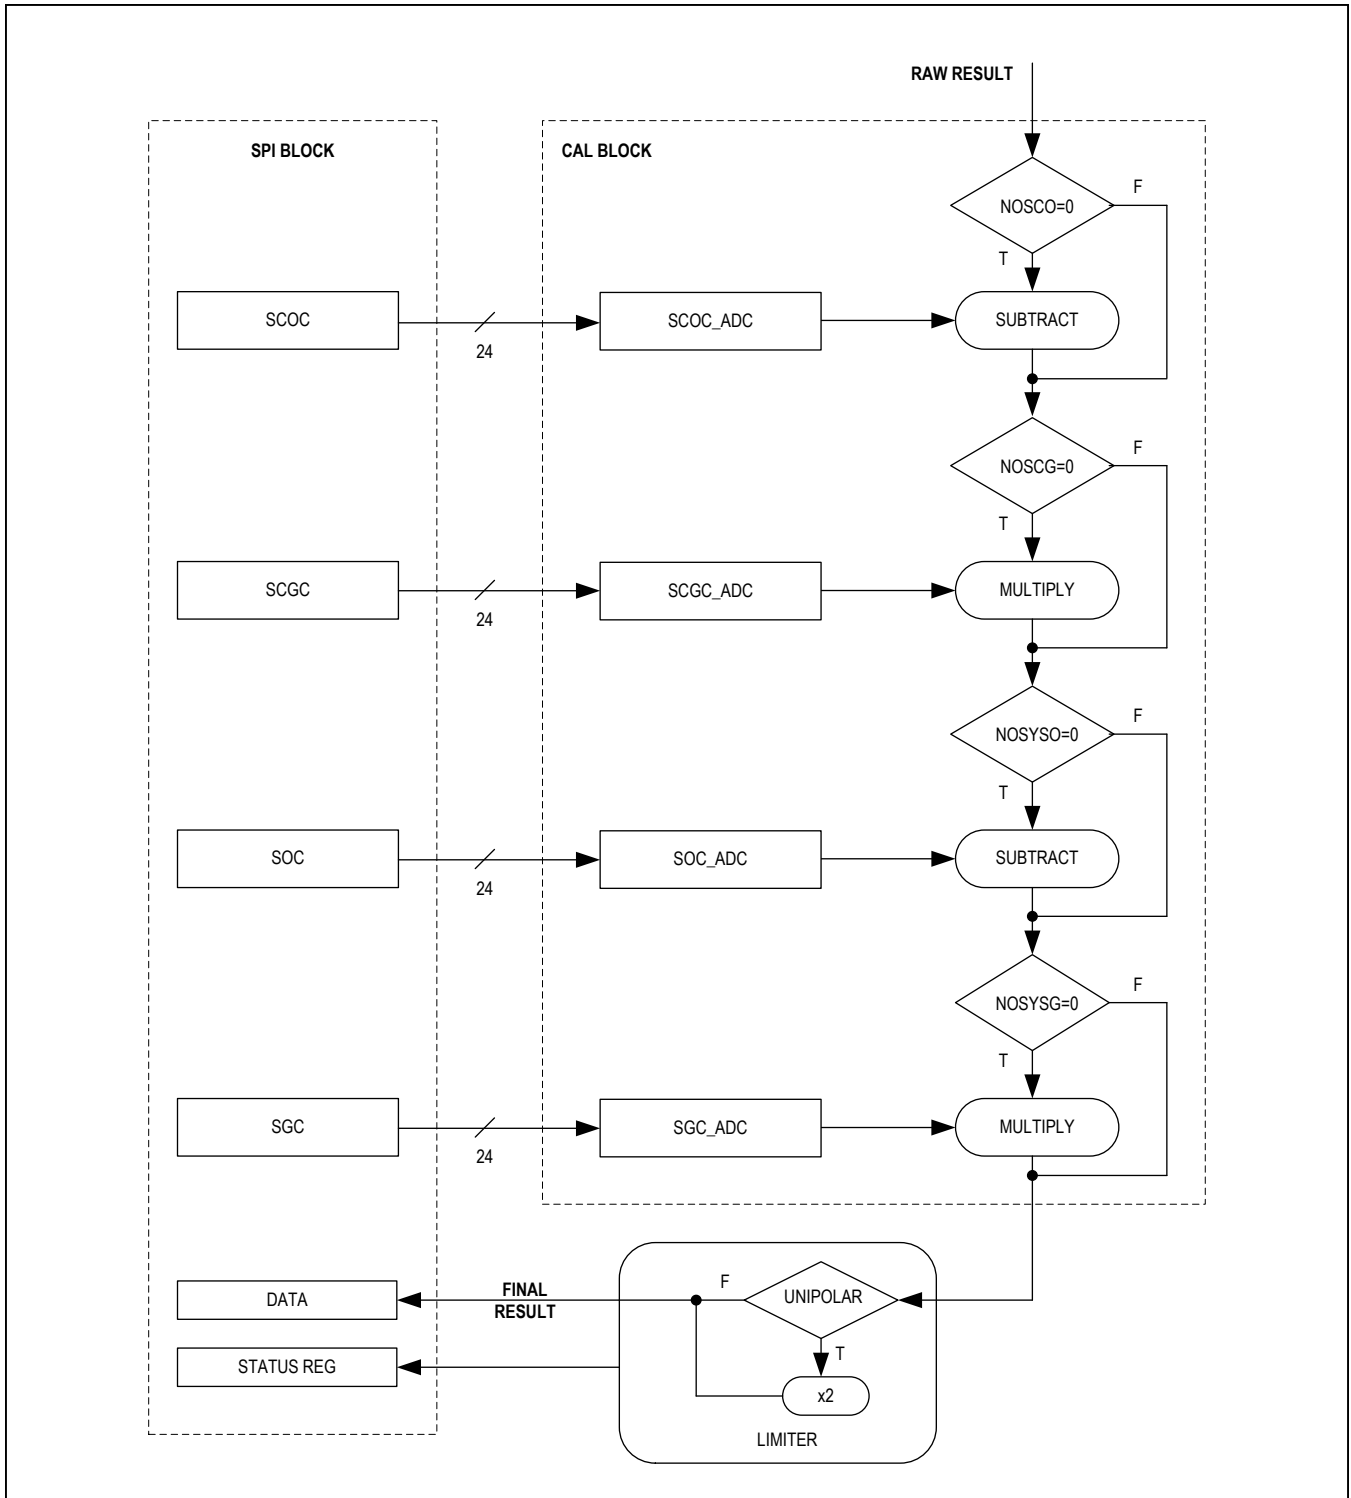 RAW RESULT
SPI BLOCK
CAL BLOCK
F
NOSCO=0
T
SCOC
24
SCOC_ADC
SUBTRACT
F
NOSCG=0
T
SCGC
24
SCGC_ADC
MULTIPLY
F
NOSYSO=0
T
SOC
24
SOC_ADC
SUBTRACT
F
NOSYSG=0
T
SGC
24
SGC_ADC
MULTIPLY
DATA
FINAL
RESULT
F
UNIPOLAR
T
STATUS REG
x2
LIMITER